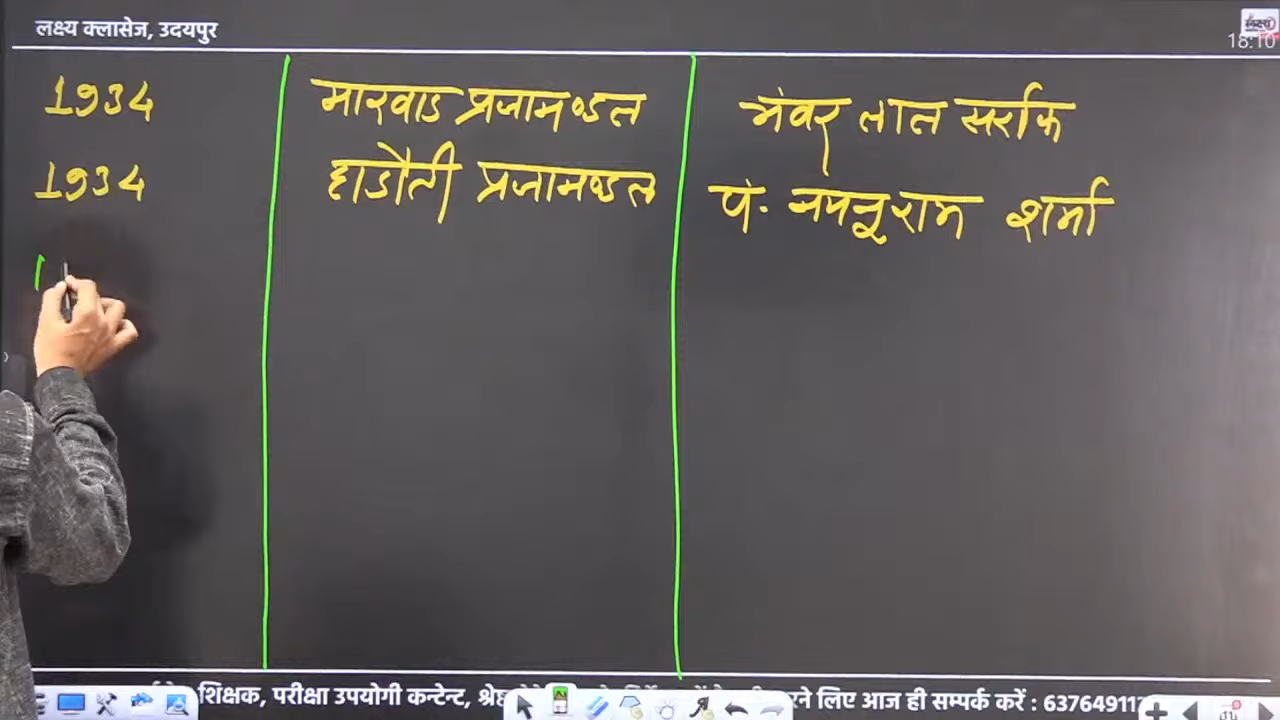 लक्ष्य क्लासेज, उदयपुर
18:10
1934 मारवाड प्रजामण्डल भंवर लाल सर्राफ
1934 हाडौती प्रजामण्डल पं. नयनूराम शर्मा
शिक्षक, परीक्षा उपयोगी कन्टेन्ट, लिए आज ही सम्पर्क करें :